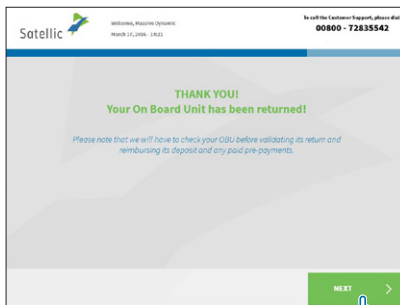 Satellic
Welcome, Massive Dynamic
March 17, 2016 - 14:21
To call the Customer Support, please dial
00800 - 72835542
THANK YOU!
Your On Board Unit has been returned!
Please note that we will have to check your OBU before validating its return and
reimbursing its deposit and any paid pre-payments.
NEXT